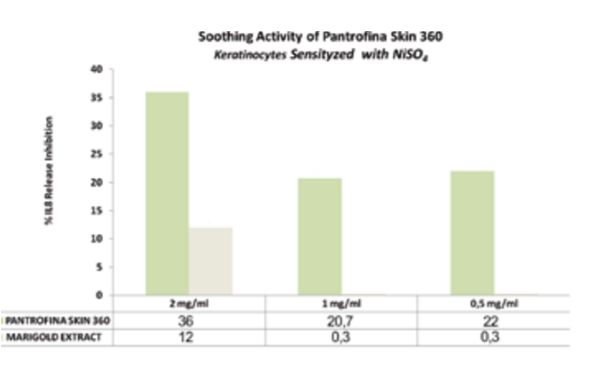 Soothing Activity of Pantrofina Skin 360
Keratinocytes Sensityzed with NiSO₄
% IL8 Release Inhibition
40
35
30
25
20
15
10
5
0
2 mg/ml 1 mg/ml 0,5 mg/ml
PANTROFINA SKIN 360 36 20,7 22
MARIGOLD EXTRACT 12 0,3 0,3